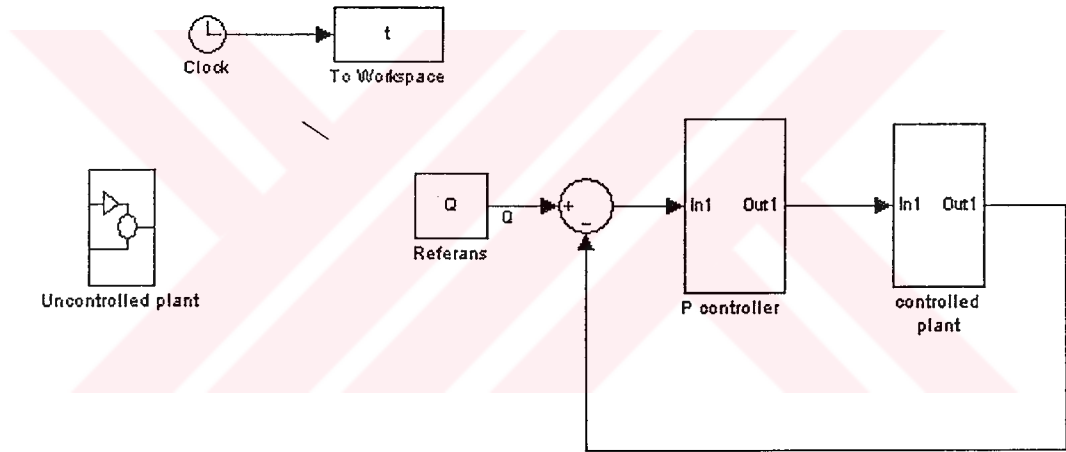 t
Clock
To Workspace
Q
Q
+
−
In1 Out1
In1 Out1
Referans
Uncontrolled plant
P controller
controlled
plant